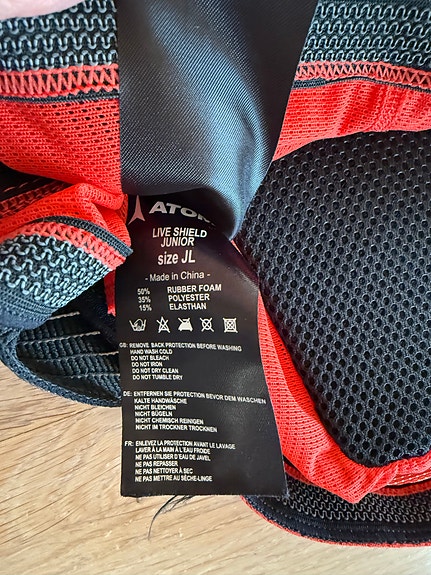 ATOM
LIVE SHIELD
JUNIOR
size JL
- Made in China -
50% RUBBER FOAM
35% POLYESTER
15% ELASTHAN
GB: REMOVE BACK PROTECTION BEFORE WASHING
HAND WASH COLD
DO NOT BLEACH
DO NOT IRON
DO NOT DRY CLEAN
DO NOT TUMBLE DRY
DE: ENTFERNEN SIE PROTECTION BEVOR DEM WASCHEN
KALTE HANDWÄSCHE
NICHT BLEICHEN
NICHT BÜGELN
NICHT CHEMISCH REINIGEN
NICHT IM TROCKNER TROCKNEN
FR: ENLEVEZ LA PROTECTION AVANT LE LAVAGE
LAVER À LA MAIN À L'EAU FROIDE
NE PAS UTILISER D'EAU DE JAVEL
NE PAS REPASSER
NE PAS NETTOYER À SEC
NE PAS MOTTRE AU SÈCHE-LINGE